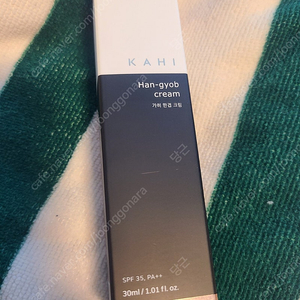 KAHI
Han-gyob
cream
가히 한겹 크림
SPF 35, PA++
30ml / 1.01 fl. oz.